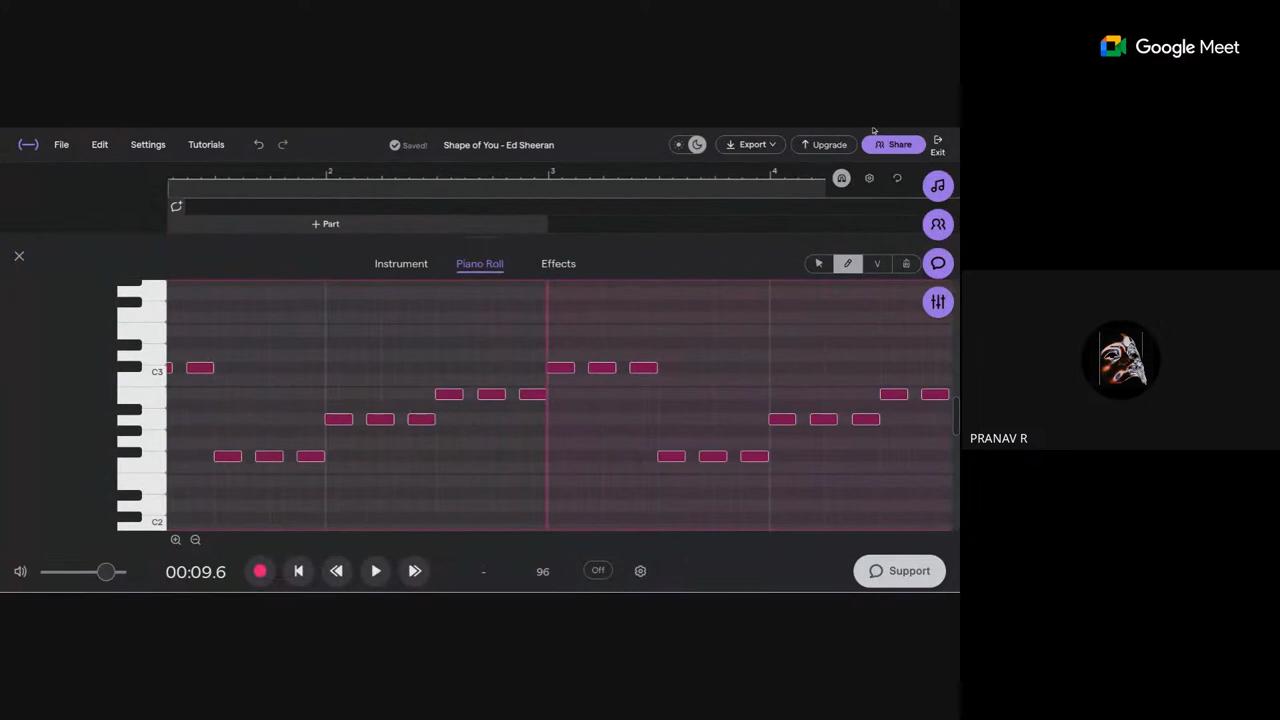 Google Meet
File Edit Settings Tutorials Saved! Shape of You - Ed Sheeran Export Upgrade Share Exit
2 3 4
+ Part
Instrument Piano Roll Effects
C3
PRANAV R
C2
00:09.6 - 96 Off Support